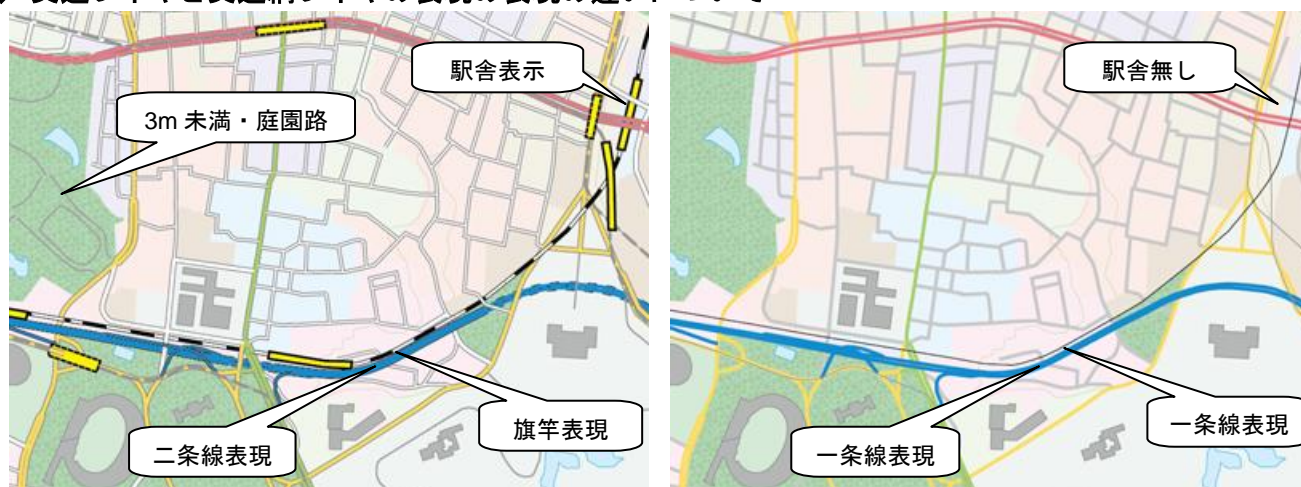 駅舎表示
3m 未満・庭園路
旗竿表現
二条線表現
駅舎無し
一条線表現
一条線表現